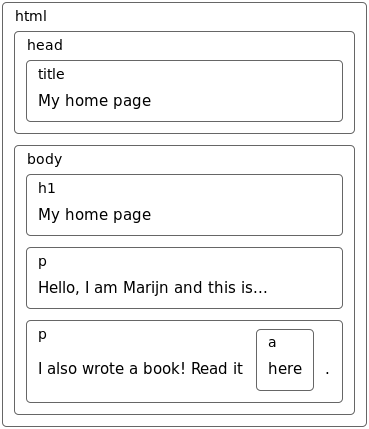 html
head
title
My home page
body
h1
My home page
p
Hello, I am Marijn and this is...
p
a
I also wrote a book! Read it here .